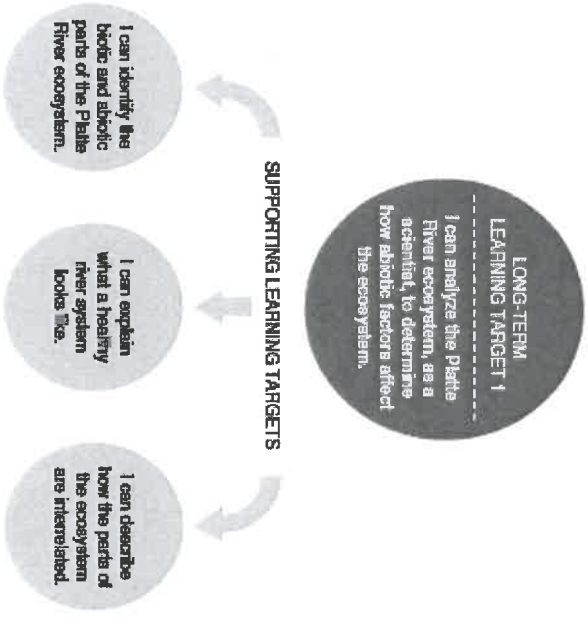 LONG-TERM
LEARNING TARGET 1
I can analyze the Platte
River ecosystem, as a
scientist, to determine
how abiotic factors affect
the ecosystem.
SUPPORTING LEARNING TARGETS
I can identify the
biotic and abiotic
parts of the Platte
River ecosystem.
I can explain
what a healthy
river system
looks like.
I can describe
how the parts of
the ecosystem
are interrelated.